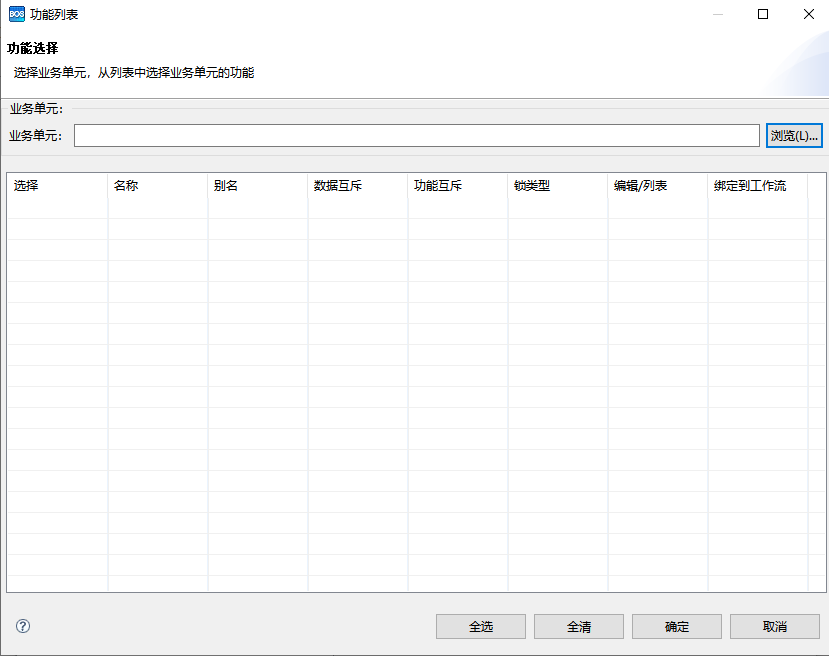 BOS 功能列表
功能选择
选择业务单元，从列表中选择业务单元的功能
业务单元：
业务单元： 浏览(L)...
选择 名称 别名 数据互斥 功能互斥 锁类型 编辑/列表 绑定到工作流
? 全选 全清 确定 取消